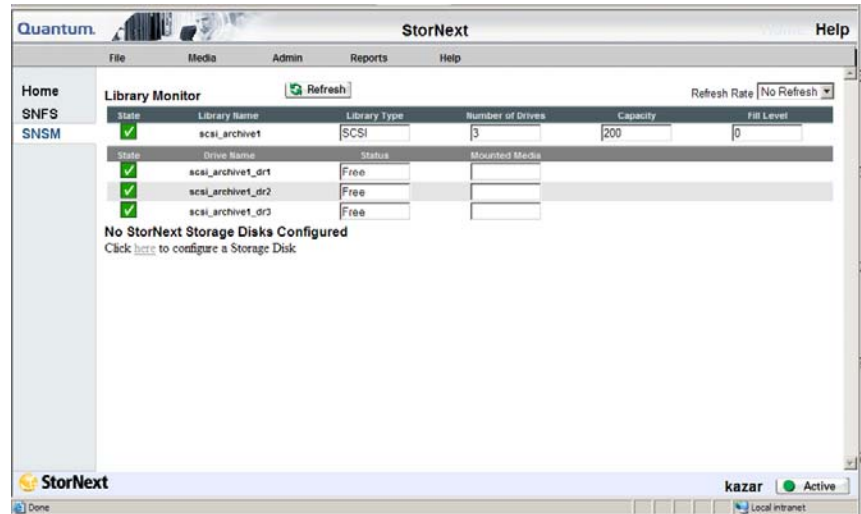 Quantum.
StorNext
Help
File Media Admin Reports Help
Home
SNFS
SNSM
Library Monitor
Refresh
Refresh Rate No Refresh
State Library Name Library Type Number of Drives Capacity Fill Level
scsi_archive1 SCSI 3 200 0
State Drive Name Status Mounted Media
scsi_archive1_dr1 Free
scsi_archive1_dr2 Free
scsi_archive1_dr3 Free
No StorNext Storage Disks Configured
Click here to configure a Storage Disk
StorNext
kazar Active
Done
Local intranet